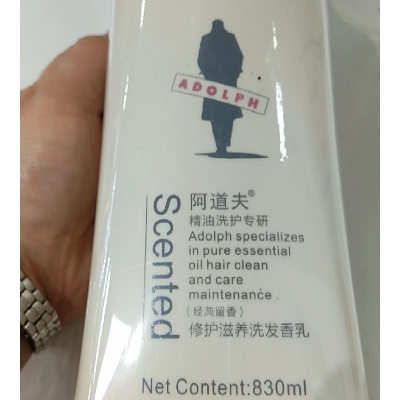 ADOLPH
Scented
阿道夫®
精油洗护专研
Adolph specializes
in pure essential
oil hair clean
and care
maintenance .
(经典留香)
修护滋养洗发香乳
Net Content:830ml